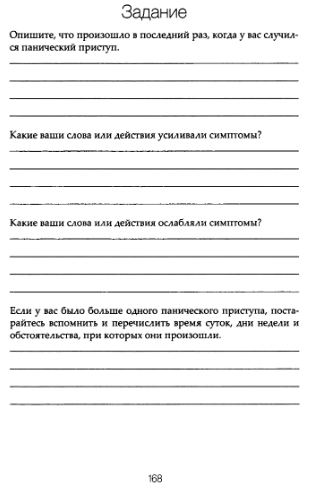 Задание
Опишите, что произошло в последний раз, когда у вас случил-
ся панический приступ.
Какие ваши слова или действия усиливали симптомы?
Какие ваши слова или действия ослабляли симптомы?
Если у вас было больше одного панического приступа, поста-
райтесь вспомнить и перечислить время суток, дни недели и
обстоятельства, при которых они произошли.
168